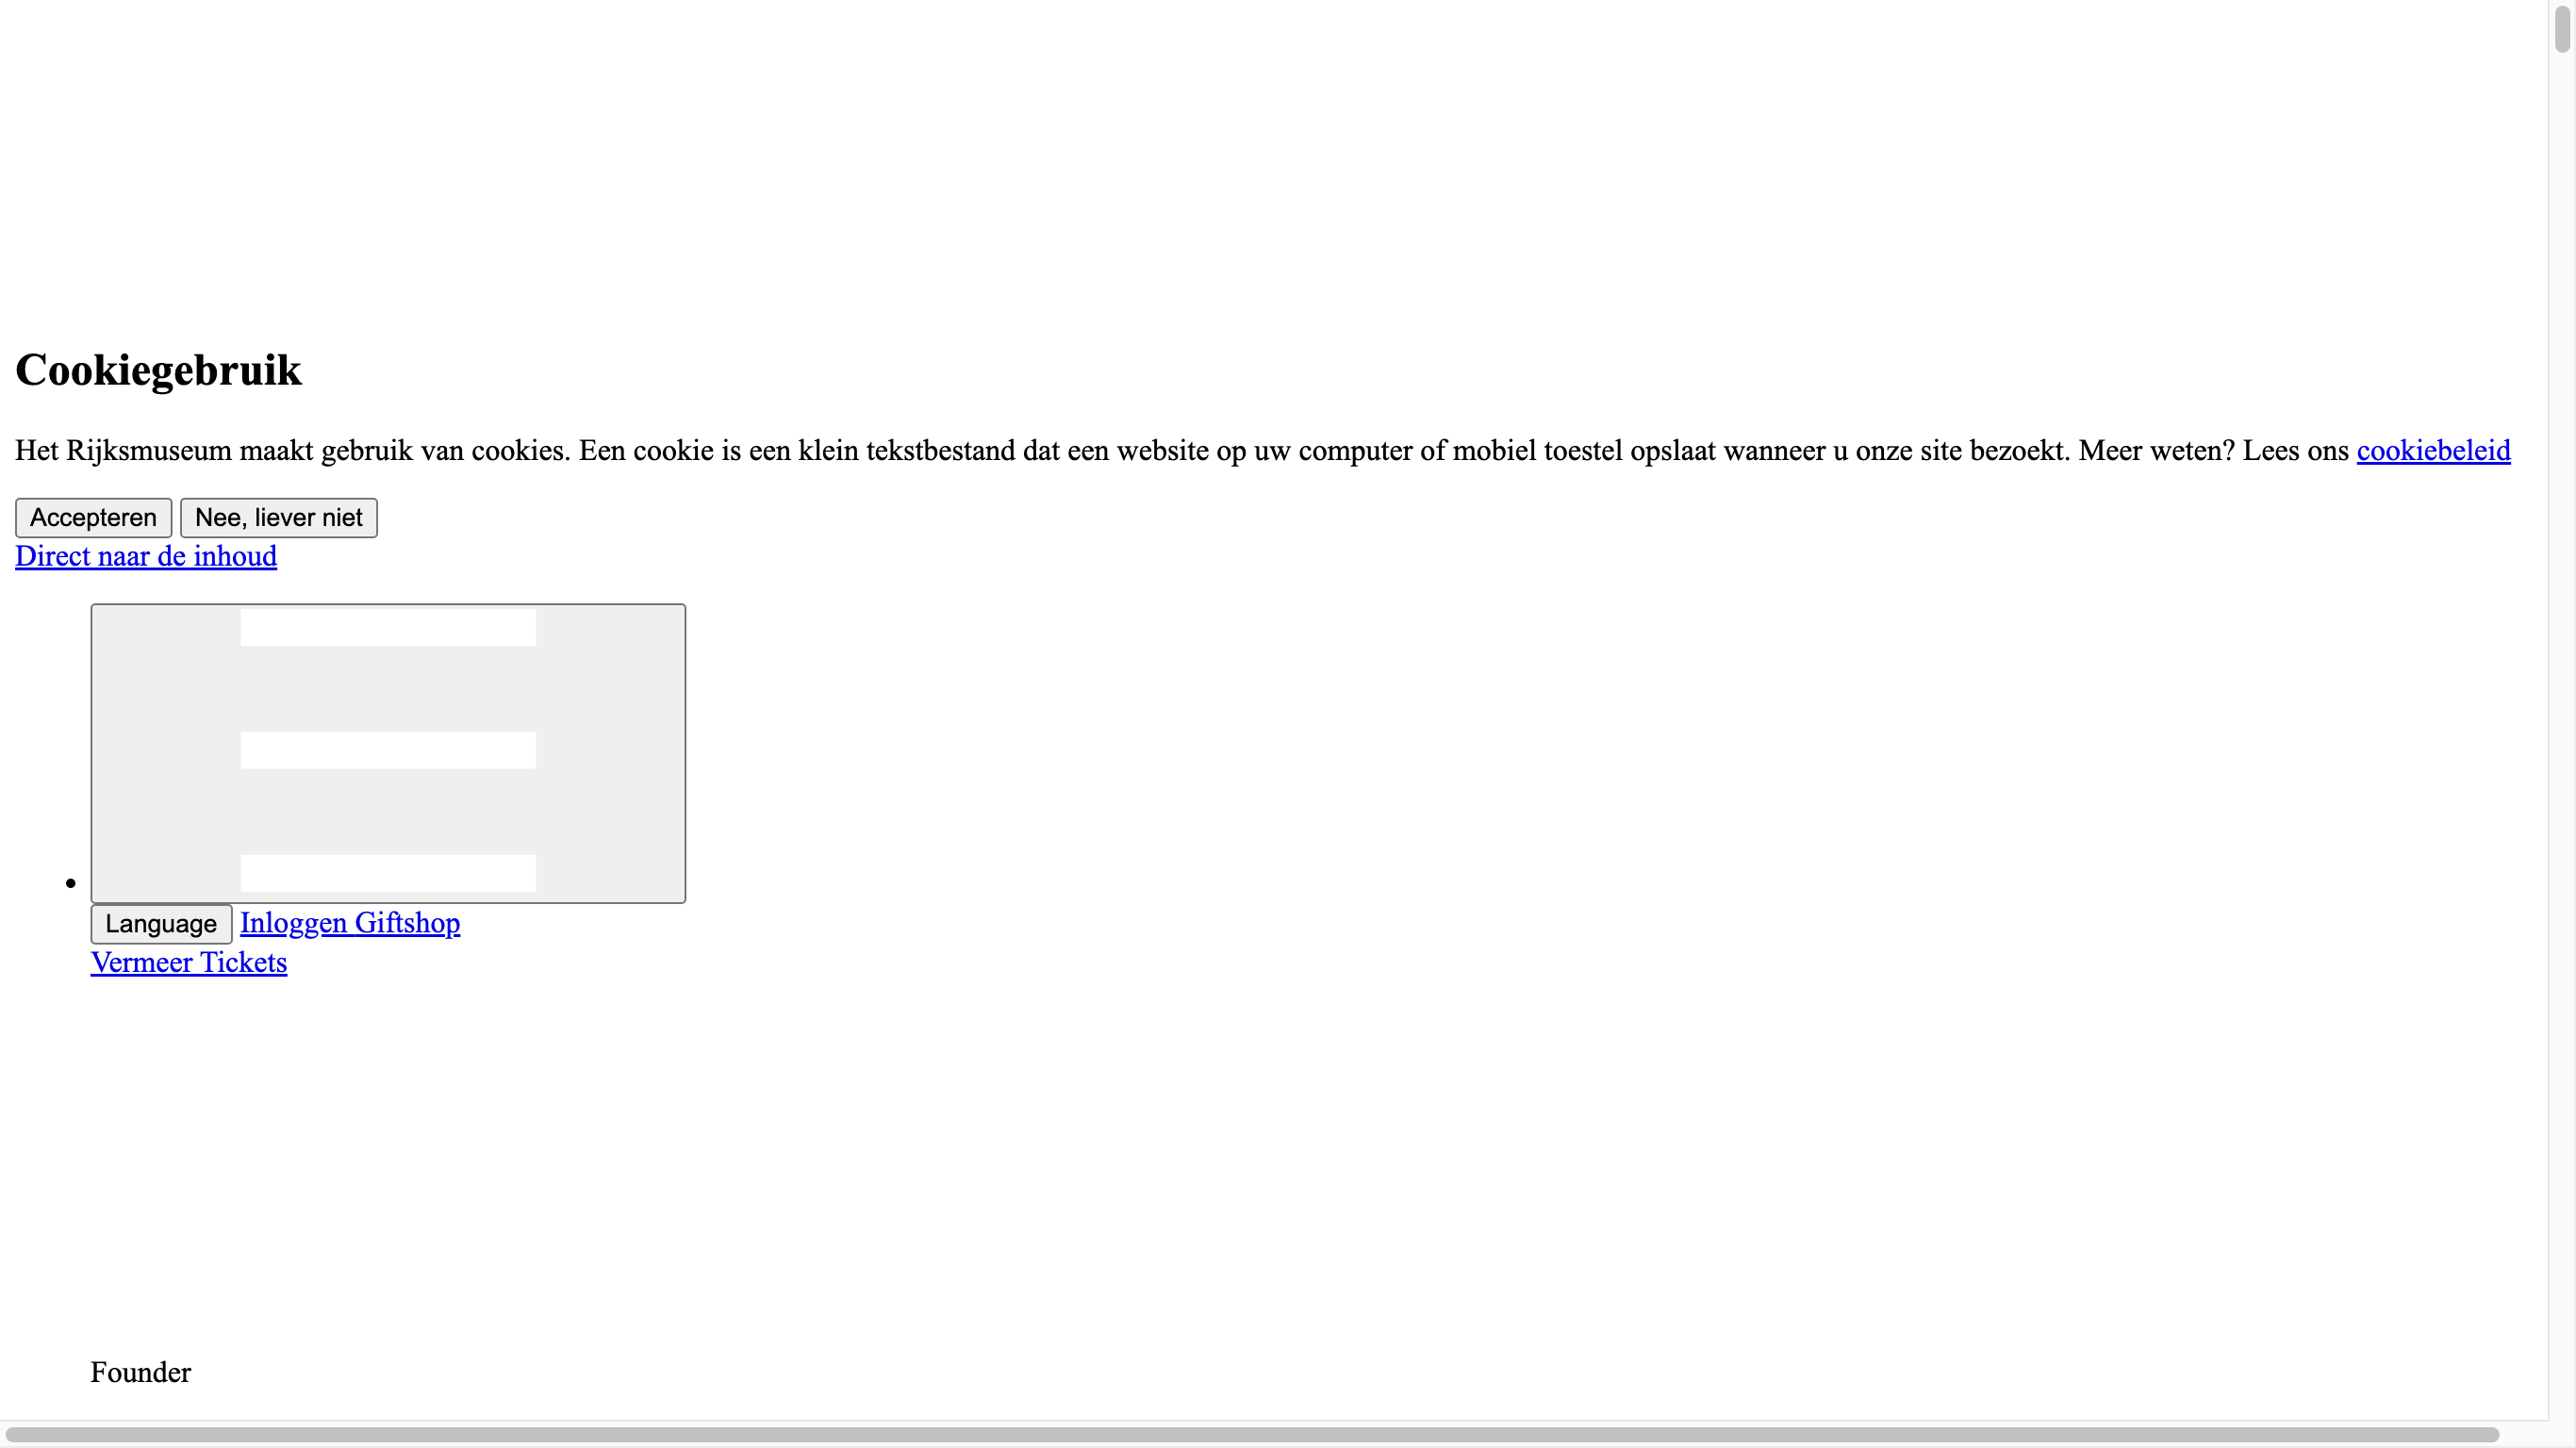 Cookiegebruik
Het Rijksmuseum maakt gebruik van cookies. Een cookie is een klein tekstbestand dat een website op uw computer of mobiel toestel opslaat wanneer u onze site bezoekt. Meer weten? Lees ons cookiebeleid
Accepteren Nee, liever niet
Direct naar de inhoud
Language Inloggen Giftshop
Vermeer Tickets
Founder